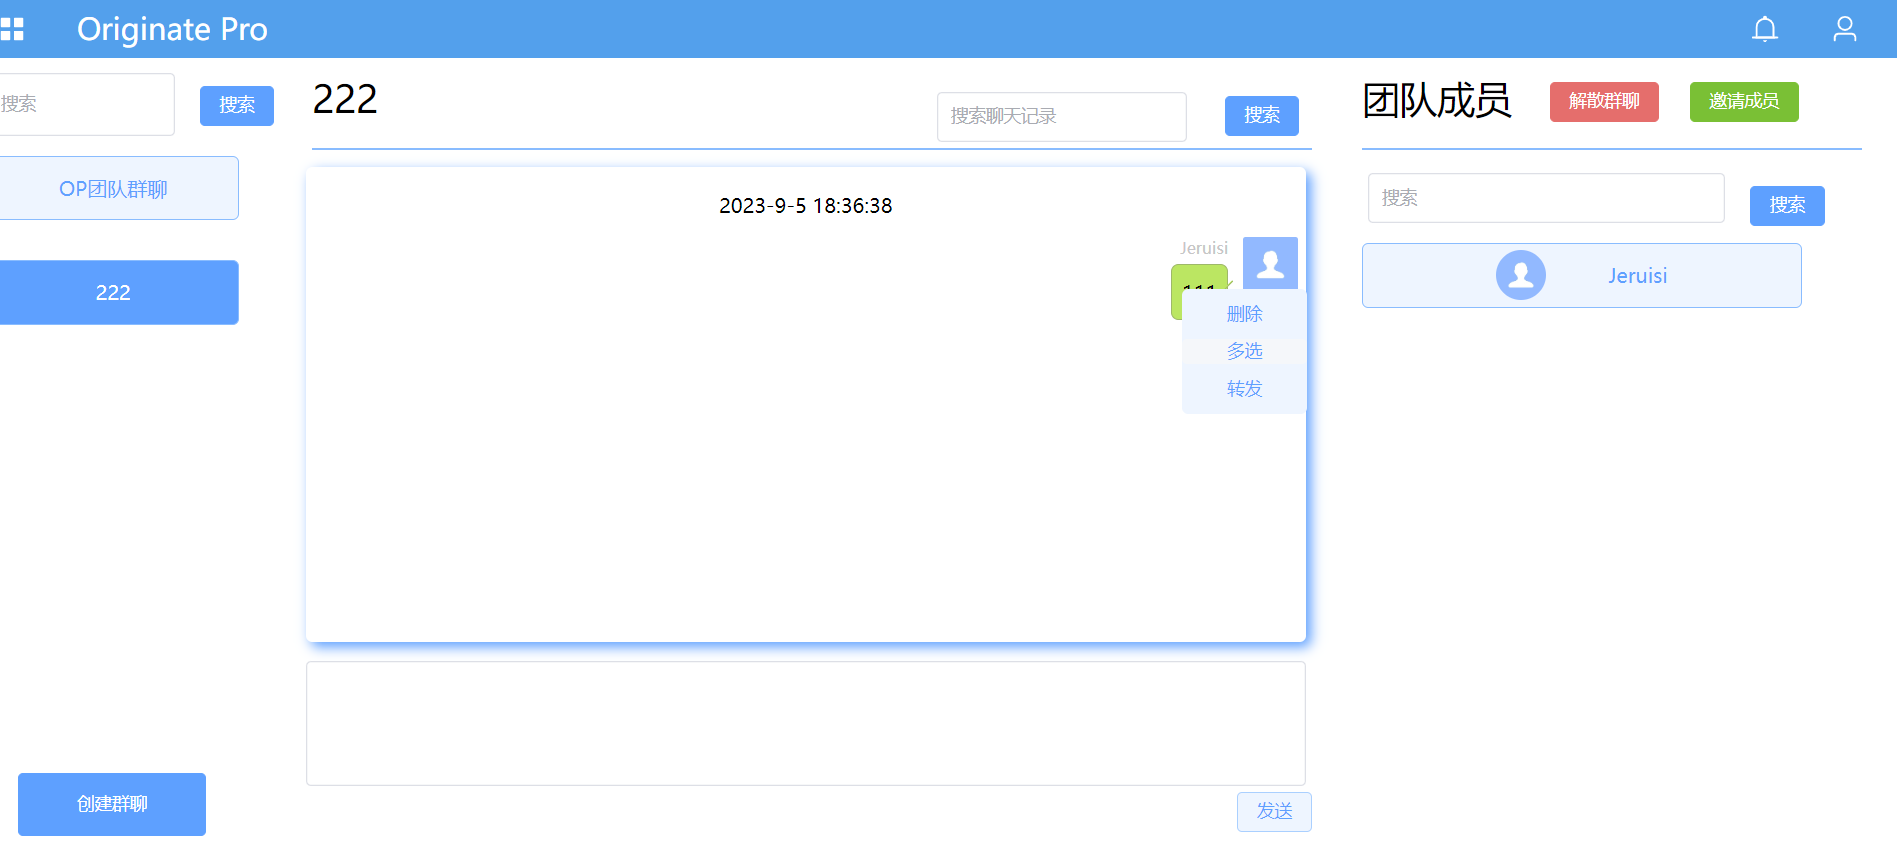 Originate Pro
搜索
搜索
OP团队群聊
222
创建群聊
222
搜索聊天记录
搜索
2023-9-5 18:36:38
Jeruisi
111
删除
多选
转发
发送
团队成员
解散群聊
邀请成员
搜索
搜索
Jeruisi